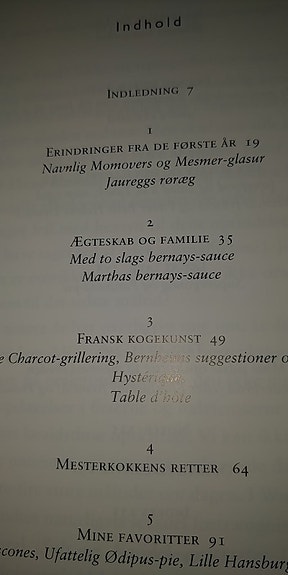 Indhold
INDLEDNING 7
1
ERINDRINGER FRA DE FØRSTE ÅR 19
Navnlig Momovers og Mesmer-glasur
Jaureggs røræg
2
ÆGTESKAB OG FAMILIE 35
Med to slags bernays-sauce
Marthas bernays-sauce
3
FRANSK KOGEKUNST 49
e Charcot-grillering, Bernheims suggestioner o
Table d'hôte
4
MESTERKOKKENS RETTER 64
5
MINE FAVORITTER 91
scones, Ufattelig Ødipus-pie, Lille Hansburg